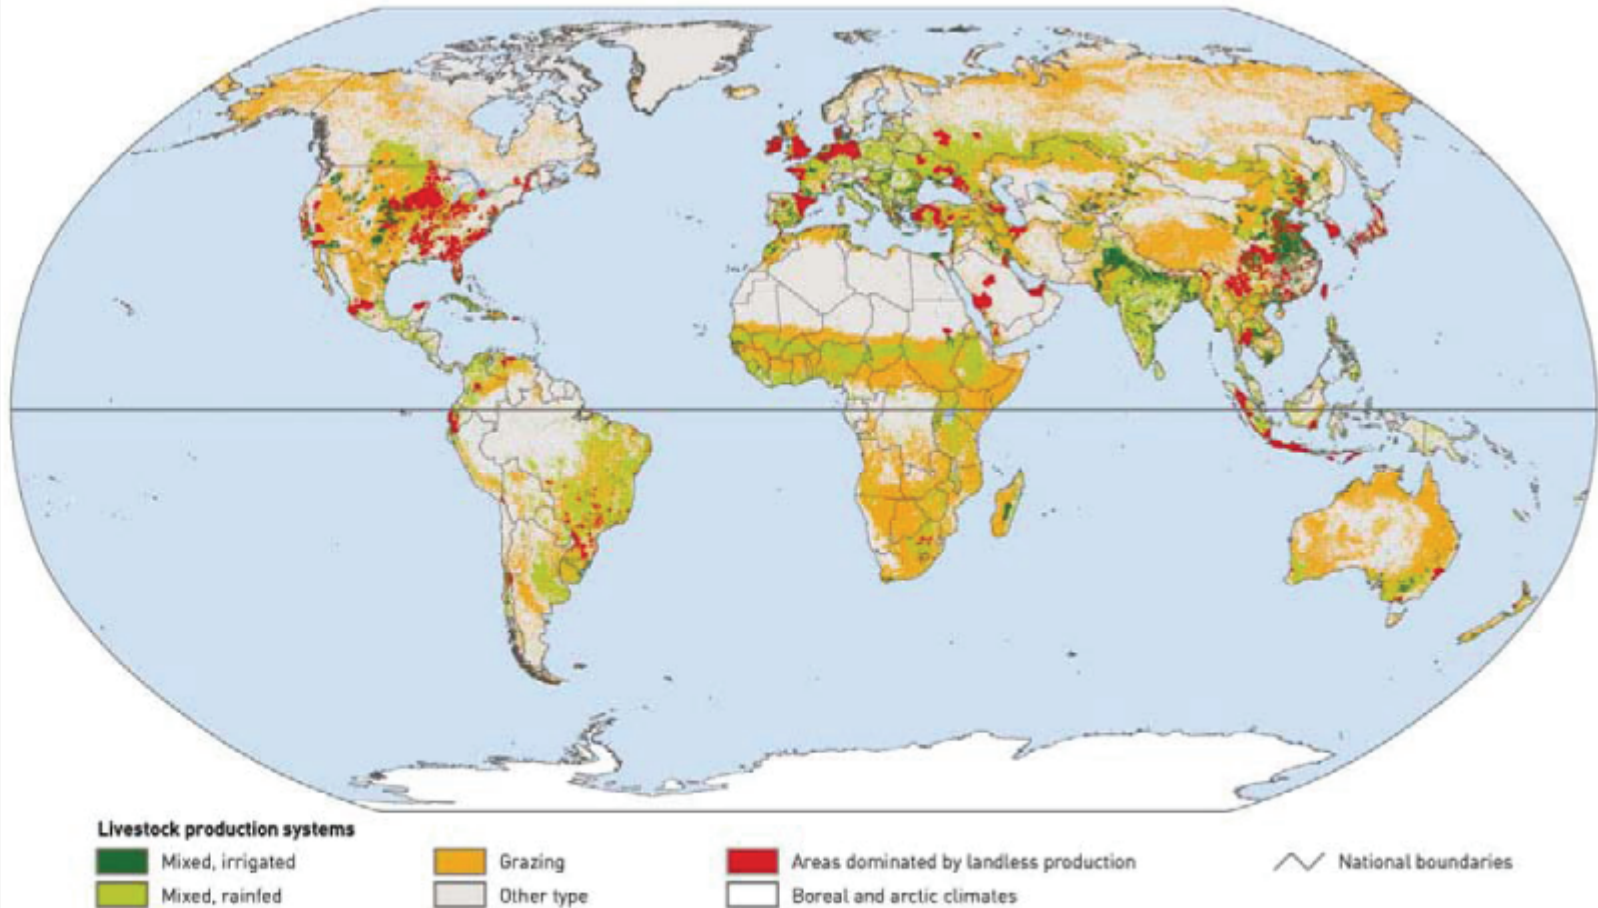 Livestock production systems
Mixed, irrigated
Grazing
Areas dominated by landless production
National boundaries
Mixed, rainfed
Other type
Boreal and arctic climates